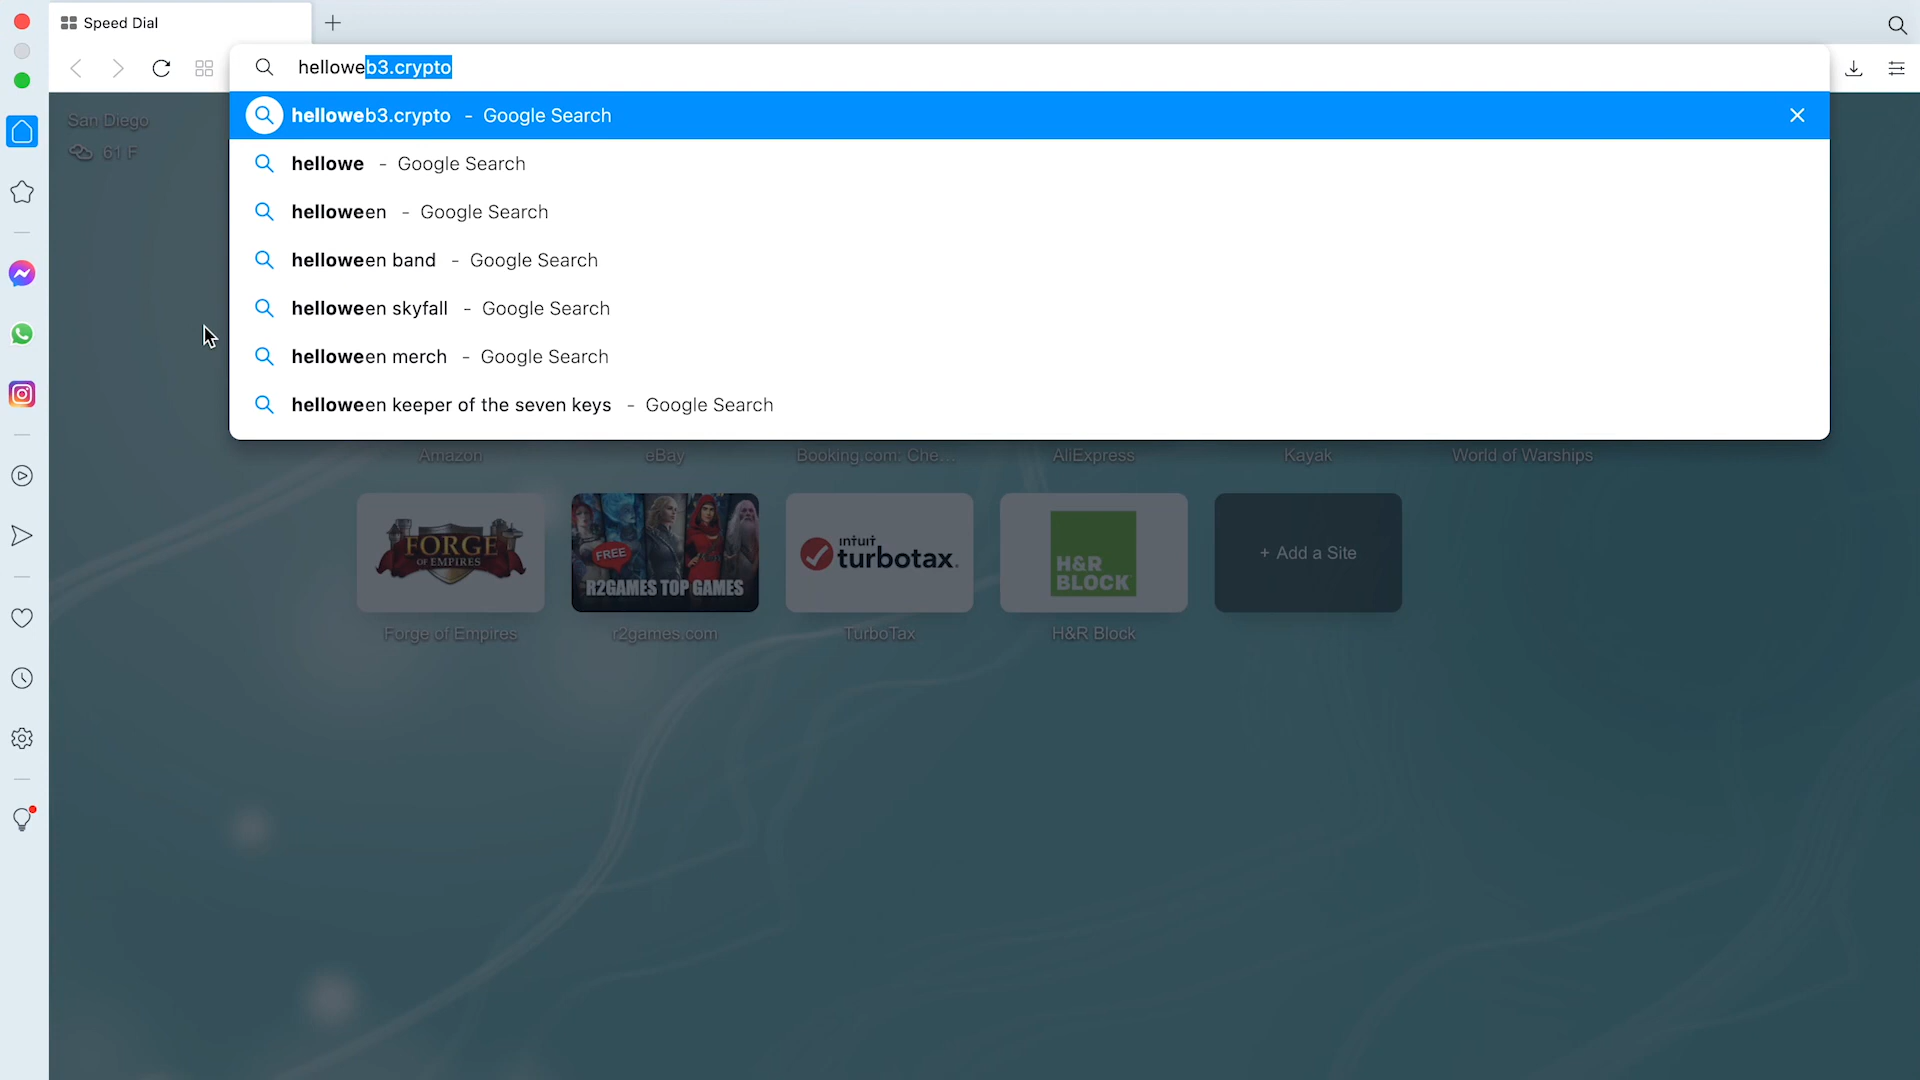 Speed Dial
helloweb3.crypto
San Diego
61 F
helloweb3.crypto - Google Search
hellowe - Google Search
helloween - Google Search
helloween band - Google Search
helloween skyfall - Google Search
helloween merch - Google Search
helloween keeper of the seven keys - Google Search
Amazon eBay Booking.com: Che... AliExpress Kayak World of Warships
FORGE OF EMPIRES
FREE
R2GAMES TOP GAMES
intuit
turbotax.
H&R
BLOCK
+ Add a Site
Forge of Empires r2games.com TurboTax H&R Block